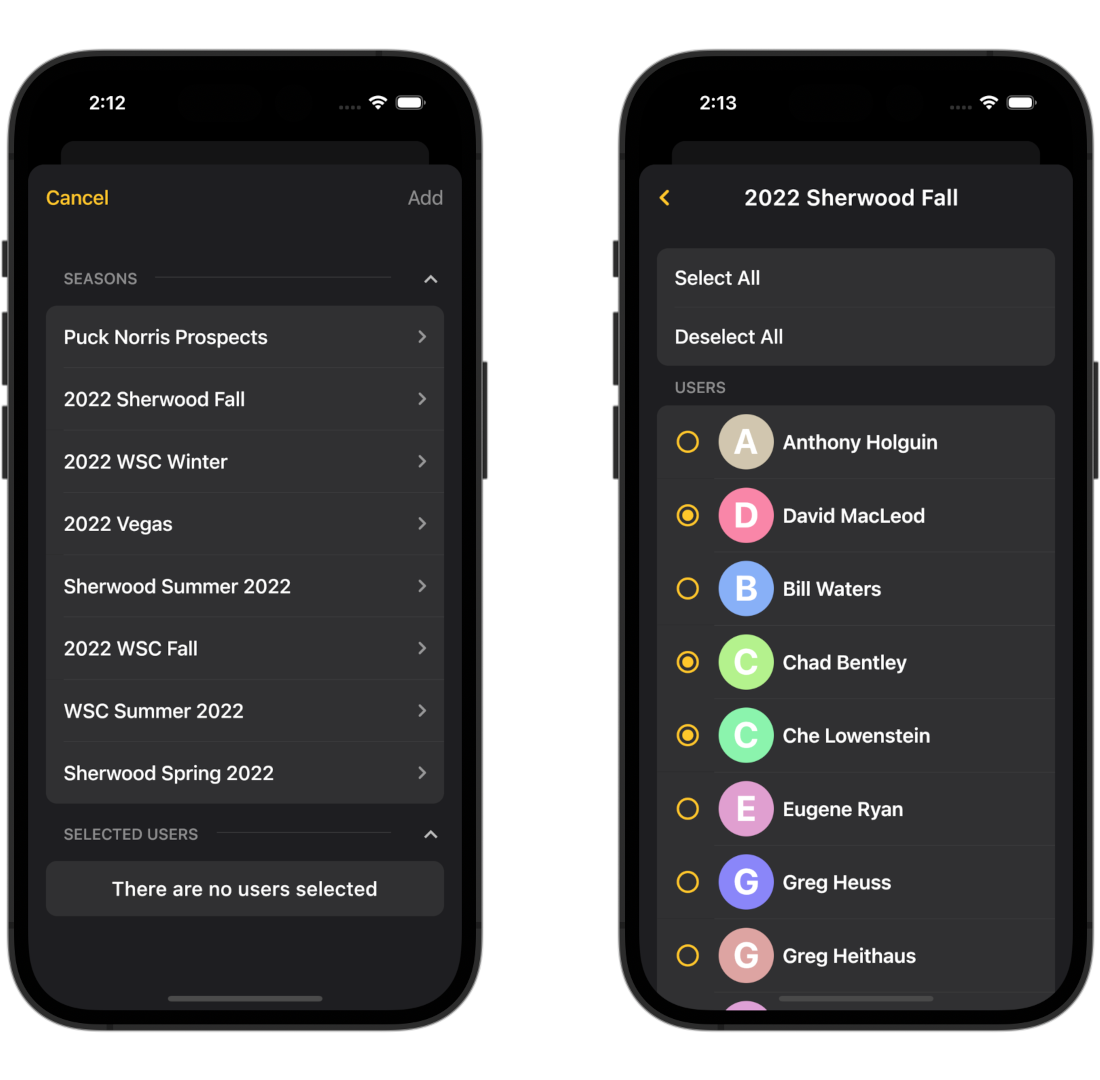 2:12
Cancel
Add
SEASONS
Puck Norris Prospects
2022 Sherwood Fall
2022 WSC Winter
2022 Vegas
Sherwood Summer 2022
2022 WSC Fall
WSC Summer 2022
Sherwood Spring 2022
SELECTED USERS
There are no users selected
2:13
2022 Sherwood Fall
Select All
Deselect All
USERS
A Anthony Holguin
D David MacLeod
B Bill Waters
C Chad Bentley
C Che Lowenstein
E Eugene Ryan
G Greg Heuss
G Greg Heithaus